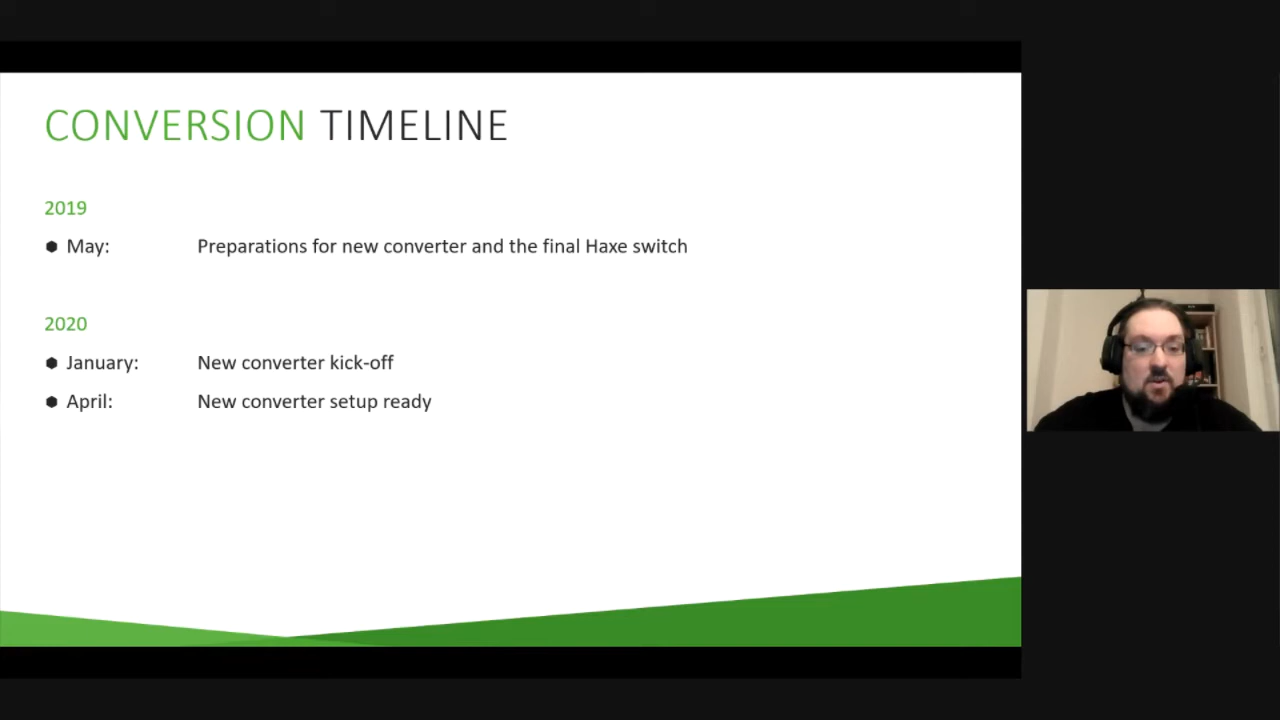 CONVERSION TIMELINE
2019
May: Preparations for new converter and the final Haxe switch
2020
January: New converter kick-off
April: New converter setup ready